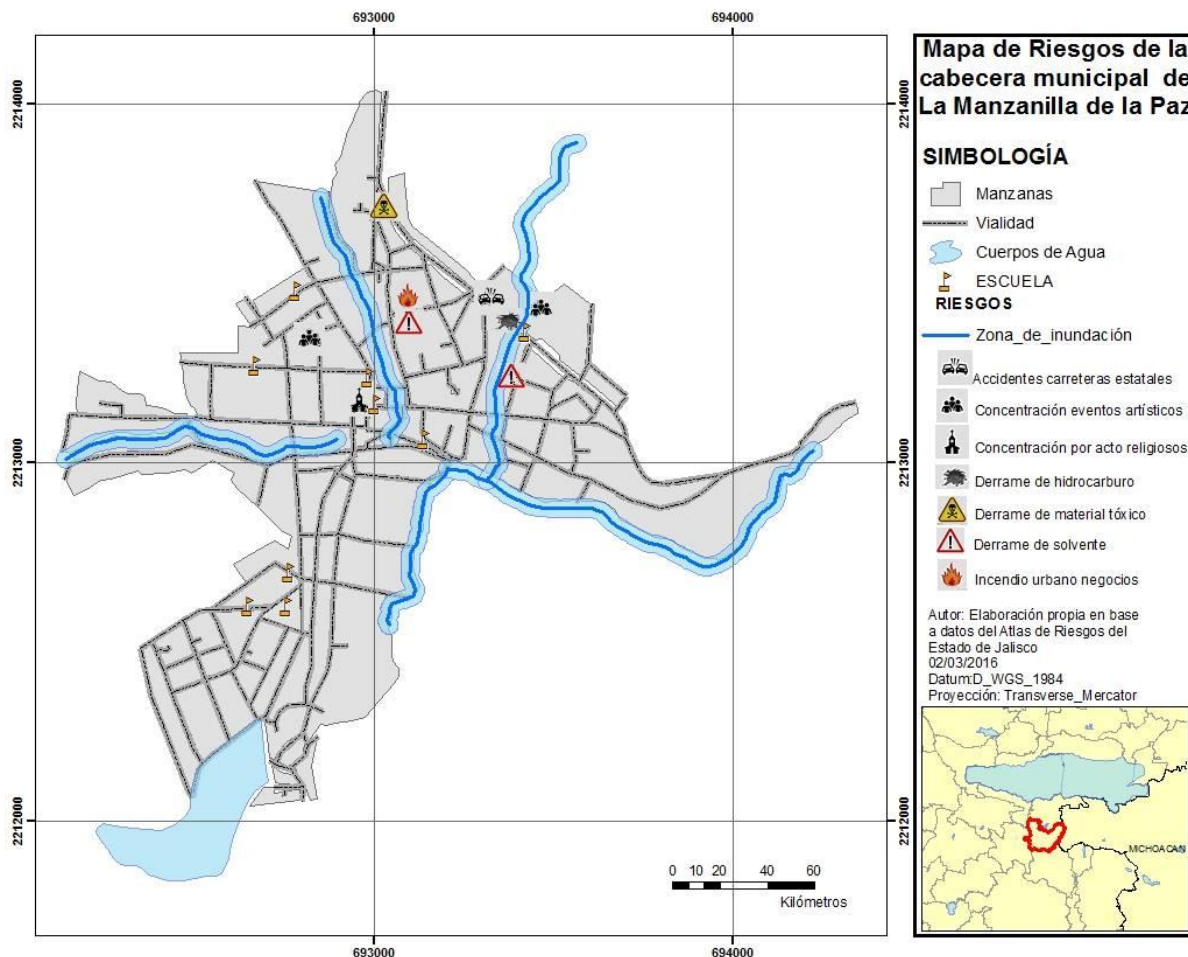 693000
694000
2214000
2214000
2213000
2213000
2212000
2212000
693000
694000
0 10 20 40 60
Kilómetros
Mapa de Riesgos de la
cabecera municipal de
La Manzanilla de la Paz
SIMBOLOGÍA
Manzanas
Vialidad
Cuerpos de Agua
ESCUELA
RIESGOS
Zona_de_inundación
Accidentes carreteras estatales
Concentración eventos artísticos
Concentración por acto religiosos
Derrame de hidrocarburo
Derrame de material tóxico
Derrame de solvente
Incendio urbano negocios
Autor: Elaboración propia en base
a datos del Atlas de Riesgos del
Estado de Jalisco
02/03/2016
Datum:D_WGS_1984
Proyección: Transverse_Mercator
MICHOACAN